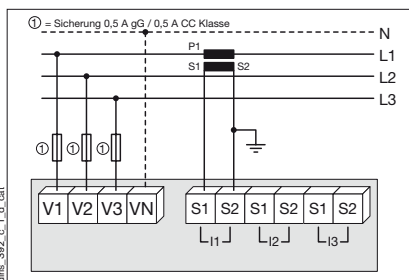 ① = Sicherung 0,5 A gG / 0,5 A CC Klasse
N
P1
L1
S1 S2
L2
L3
① ① ①
V1 V2 V3 VN S1 S2 S1 S2 S1 S2
I1 I2 I3